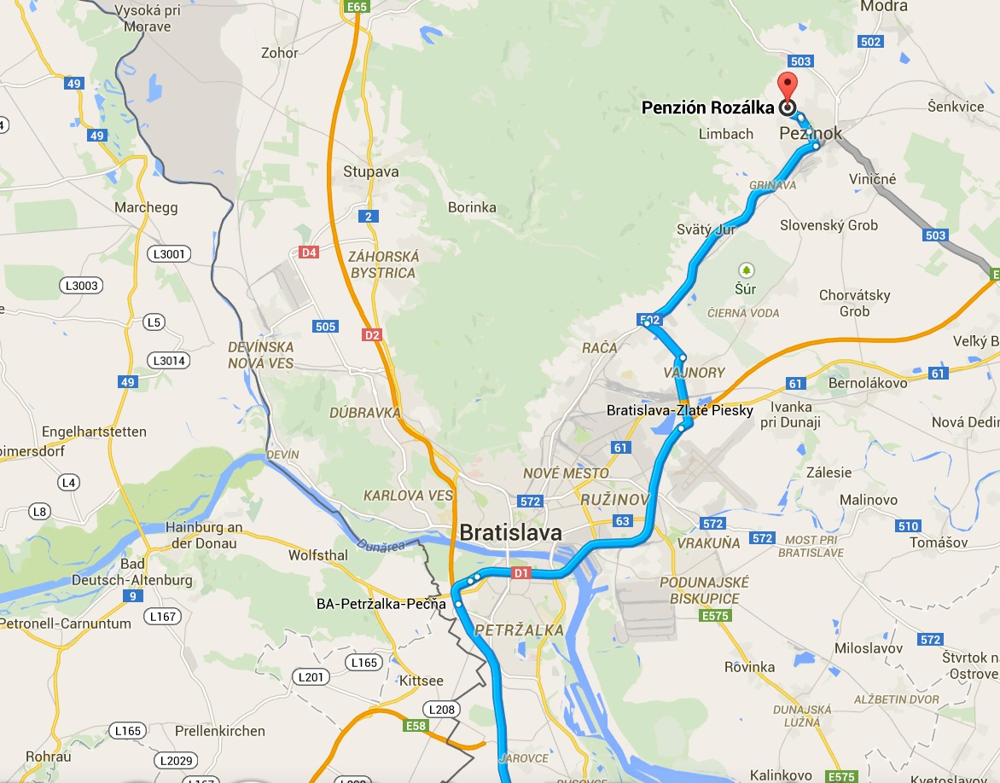 Vysoká pri
Morave
E65
Modra
Zohor
502
503
49
Penzión Rozálka
Šenkvice
49
Limbach
Pezinok
Stupava
GRINAVA
Viničné
Marchegg
Borinka
2
Svätý Jur
Slovenský Grob
503
L3001
D4
ZÁHORSKÁ
BYSTRICA
L3003
Šúr
Chorvátsky
Grob
L5
505
D2
502
ČIERNA VODA
DEVÍNSKA
NOVÁ VES
L3014
RAČA
VAJNORY
Veľký B
49
61
61
Bernolákovo
DÚBRAVKA
Bratislava-Zlaté Piesky
Ivanka
pri Dunaji
Nová Dedin
Engelhartstetten
oimersdorf
DEVÍN
61
NOVÉ MESTO
Zálesie
L4
KARLOVA VES
572
RUŽINOV
Malinovo
L8
Hainburg an
der Donau
Bratislava
63
572
572
510
Dunărea
VRAKUŇA
MOST PRI
BRATISLAVE
Tomášov
Wolfsthal
Bad
Deutsch-Altenburg
D1
9
PODUNAJSKÉ
BISKUPICE
BA-Petržalka-Pečňa
L167
E575
Petronell-Carnuntum
PETRŽALKA
572
Miloslavov
L165
Štvrtok n
Ostrove
L201
Kittsee
Rovinka
L208
ALŽBETIN DVOR
E58
DUNAJSKÁ
LUŽNÁ
L165
Prellenkirchen
Rohrau
L2029
JAROVCE
Kalinkovo
E575
L167
RUSOVCE
Kvetoslavov